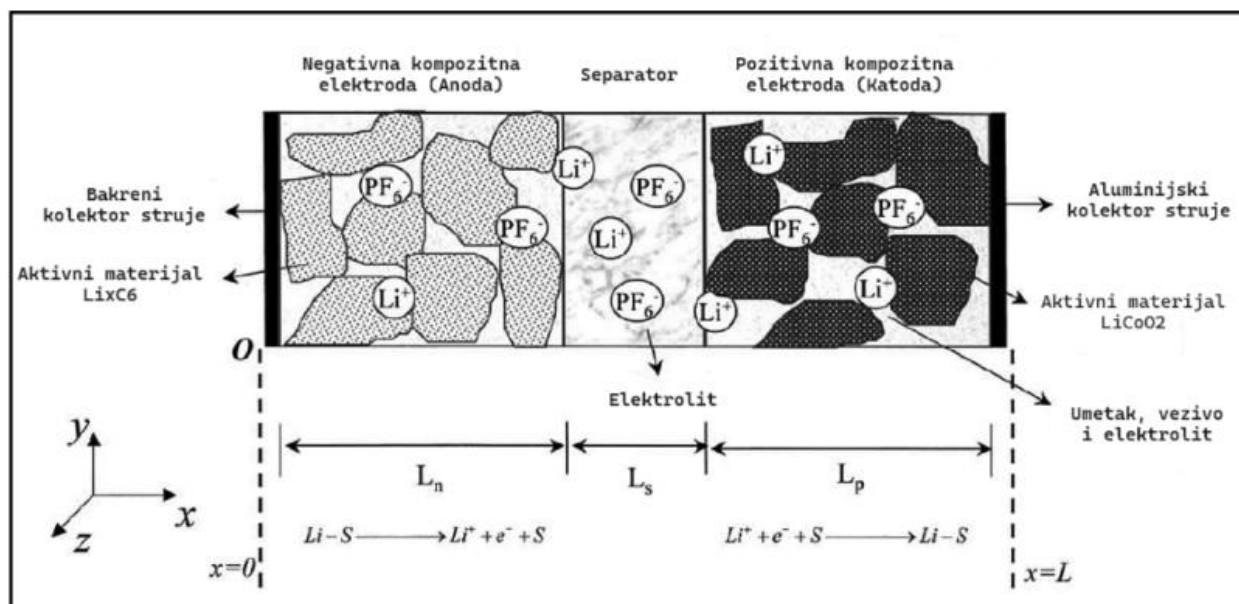 Negativna kompozitna
elektroda (Anoda)
Separator
Pozitivna kompozitna
elektroda (Katoda)
Li⁺
Li⁺
PF₆⁻
PF₆⁻
PF₆⁻
Li⁺
Li⁺
PF₆⁻
PF₆⁻
Li⁺
Li⁺
PF₆⁻
Bakreni
kolektor struje
Aluminijski
kolektor struje
Aktivni materijal
LixC6
Aktivni materijal
LiCoO2
O
Elektrolit
Umetak, vezivo
i elektrolit
y
x
z
Lₙ
Lₛ
Lₚ
Li – S ⟶ Li⁺ + e⁻ + S
Li⁺ + e⁻ + S ⟶ Li – S
x=0
x=L